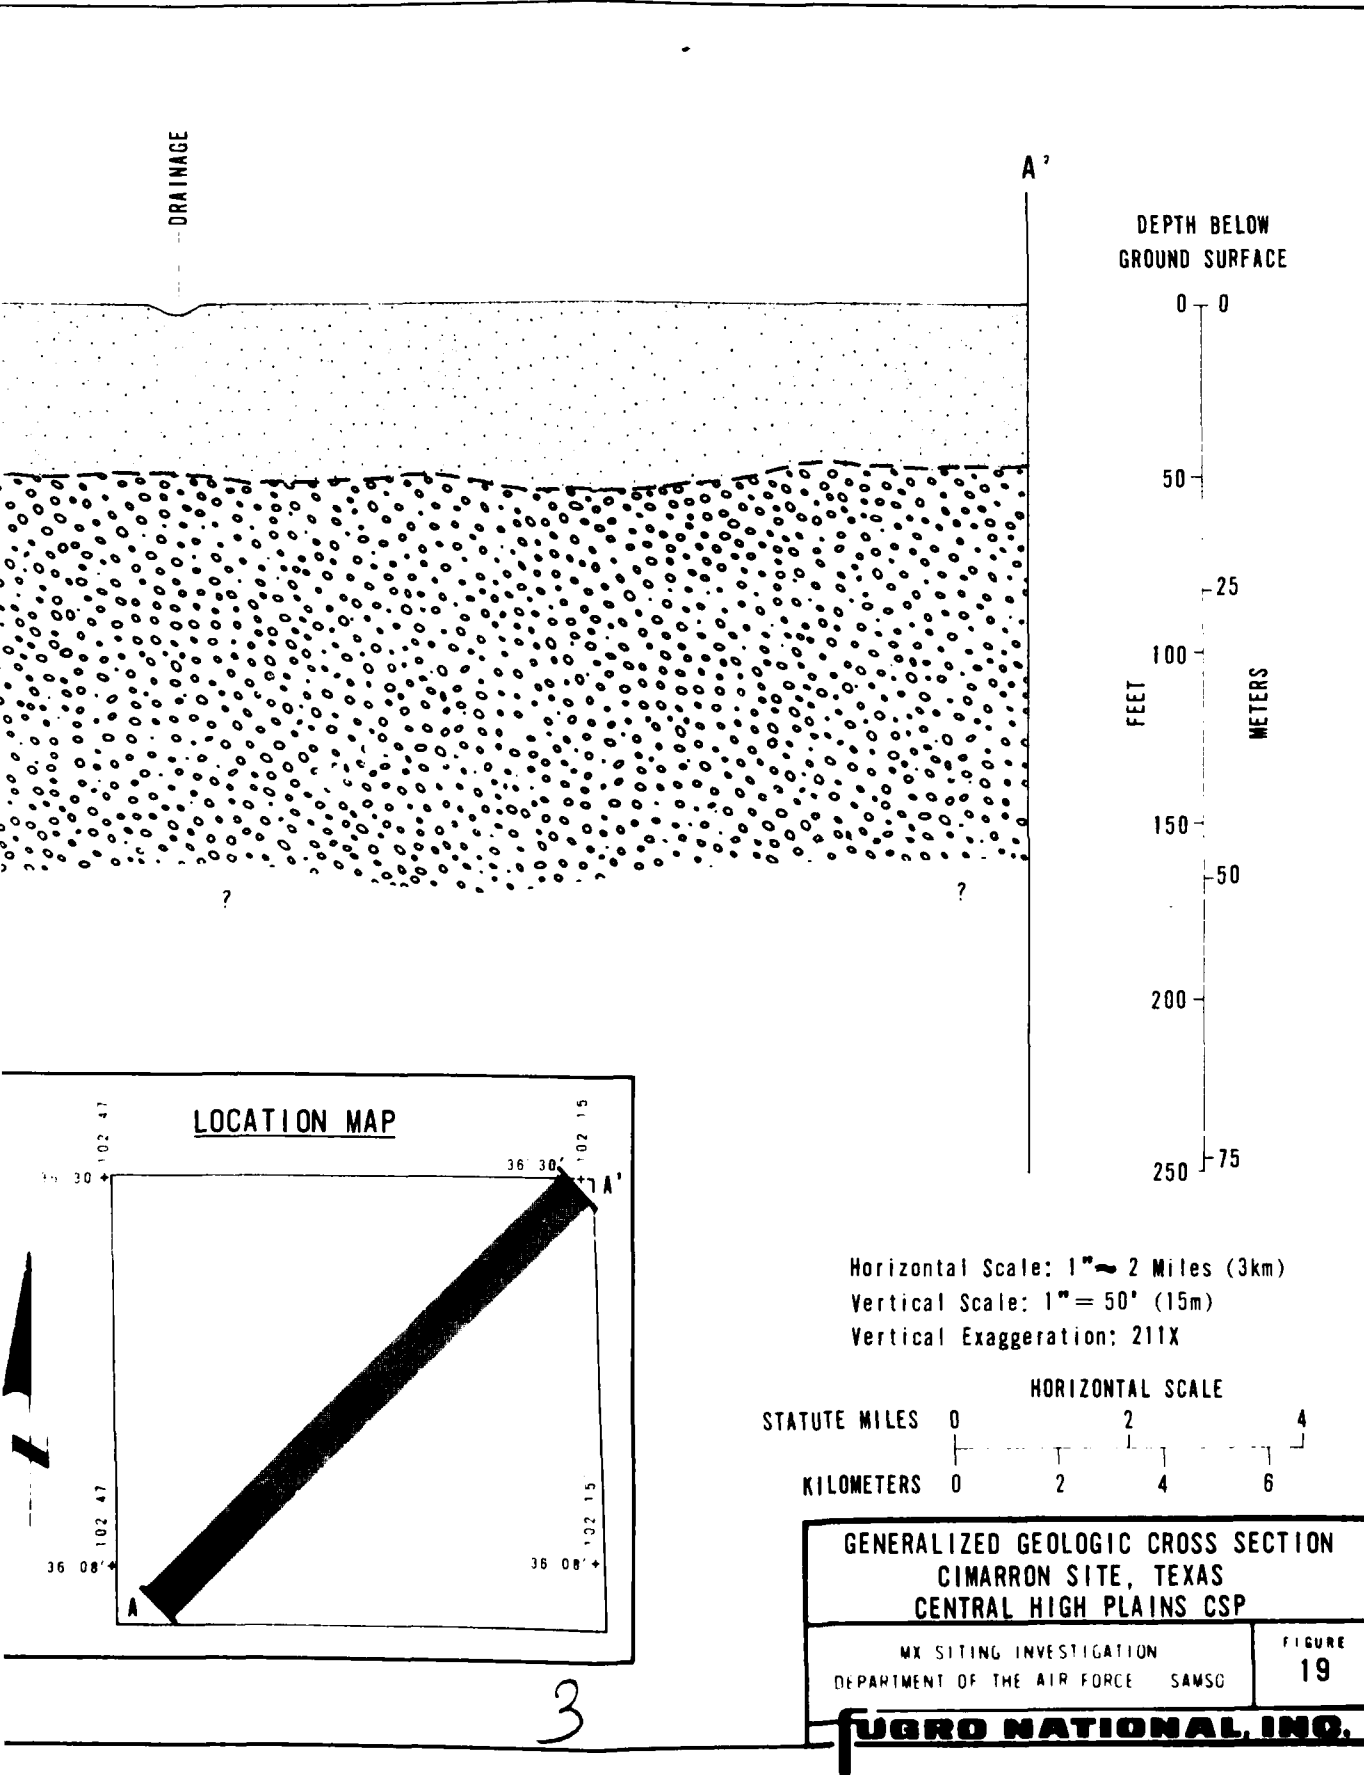 DRAINAGE
A'
DEPTH BELOW
GROUND SURFACE
0 0
50
25
100
FEET
METERS
150
50
?
?
200
250
75
LOCATION MAP
102 47
102 15
30
36 30'
A'
102 47
102 15
36 08'
36 08'
A
Horizontal Scale: 1" ~ 2 Miles (3km)
Vertical Scale: 1" = 50' (15m)
Vertical Exaggeration: 211X
HORIZONTAL SCALE
STATUTE MILES 0 2 4
KILOMETERS 0 2 4 6
GENERALIZED GEOLOGIC CROSS SECTION
CIMARRON SITE, TEXAS
CENTRAL HIGH PLAINS CSP
MX SITING INVESTIGATION
DEPARTMENT OF THE AIR FORCE SAMSO
FIGURE
19
FUGRO NATIONAL, INC.
3